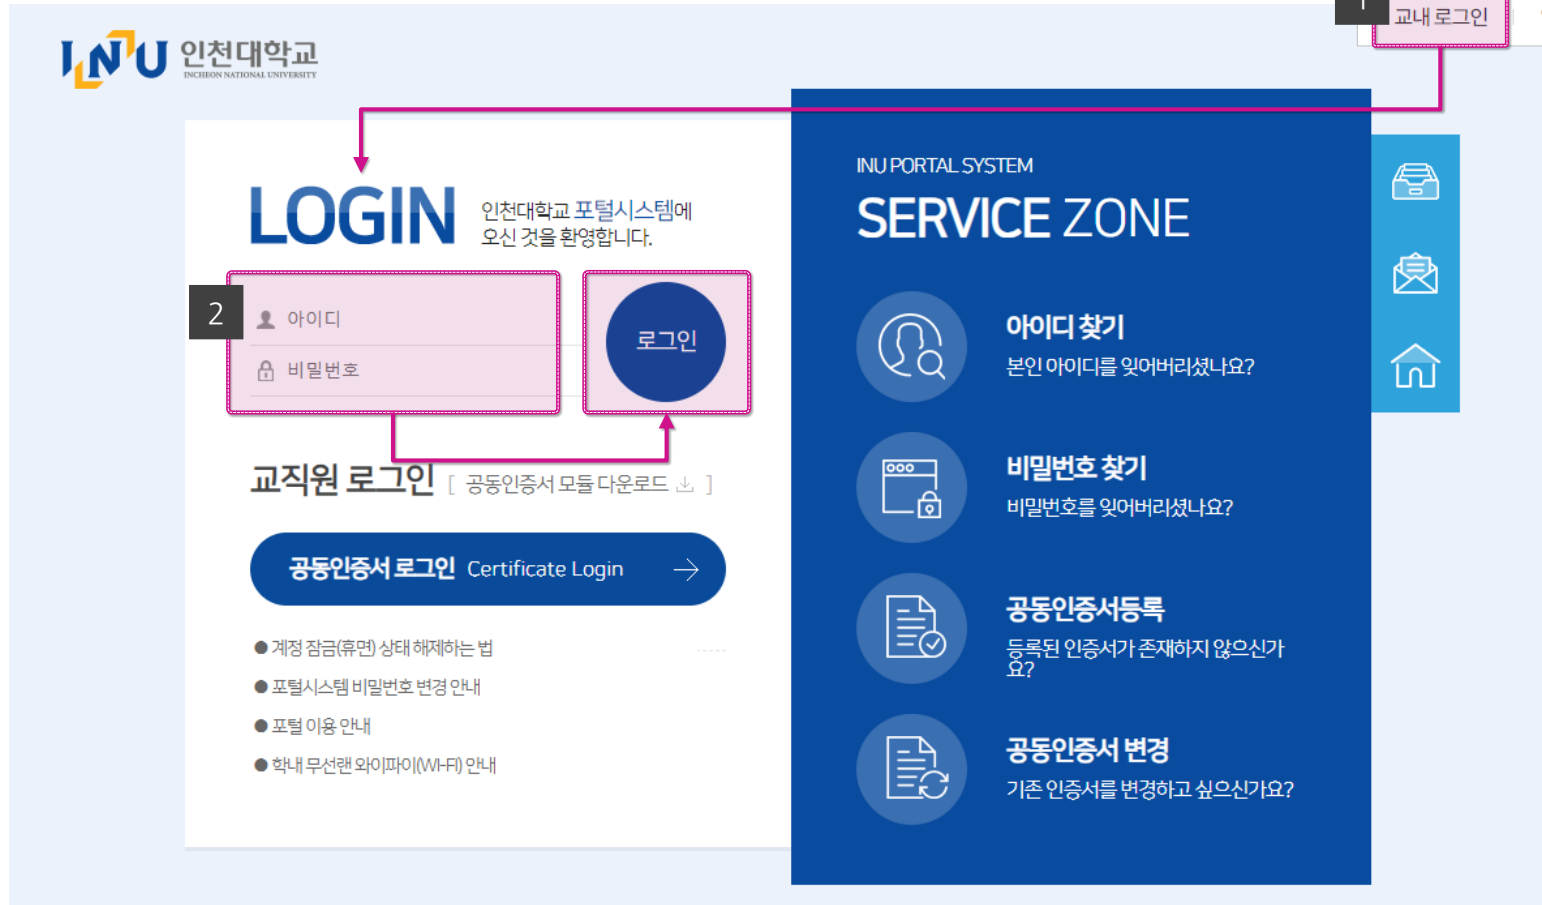 1
교내 로그인
INU 인천대학교
INCHEON NATIONAL UNIVERSITY
LOGIN
인천대학교 포털시스템에
오신 것을 환영합니다.
2
아이디
비밀번호
로그인
교직원 로그인 [ 공동인증서 모듈 다운로드 ]
공동인증서 로그인 Certificate Login
● 계정 잠금(휴면) 상태 해제하는 법
● 포털시스템 비밀번호 변경 안내
● 포털 이용 안내
● 학내 무선랜 와이파이(WI-FI) 안내
INU PORTAL SYSTEM
SERVICE ZONE
아이디 찾기
본인 아이디를 잊어버리셨나요?
비밀번호 찾기
비밀번호를 잊어버리셨나요?
공동인증서등록
등록된 인증서가 존재하지 않으신가
요?
공동인증서 변경
기존 인증서를 변경하고 싶으신가요?